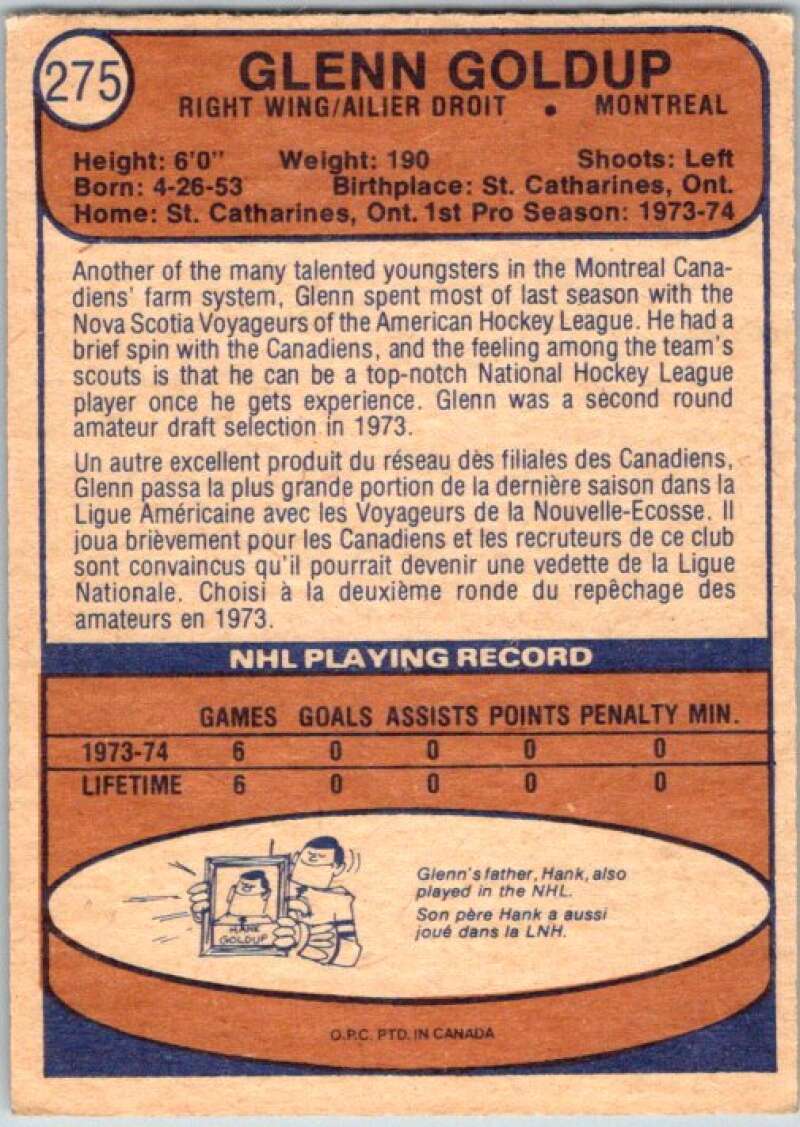 275
GLENN GOLDUP
RIGHT WING/AILIER DROIT • MONTREAL
Height: 6'0" Weight: 190 Shoots: Left
Born: 4-26-53 Birthplace: St. Catharines, Ont.
Home: St. Catharines, Ont. 1st Pro Season: 1973-74
Another of the many talented youngsters in the Montreal Cana-
diens' farm system, Glenn spent most of last season with the
Nova Scotia Voyageurs of the American Hockey League. He had a
brief spin with the Canadiens, and the feeling among the team's
scouts is that he can be a top-notch National Hockey League
player once he gets experience. Glenn was a second round
amateur draft selection in 1973.
Un autre excellent produit du réseau dès filiales des Canadiens,
Glenn passa la plus grande portion de la dernière saison dans la
Ligue Américaine avec les Voyageurs de la Nouvelle-Ecosse. Il
joua brièvement pour les Canadiens et les recruteurs de ce club
sont convaincus qu'il pourrait devenir une vedette de la Ligue
Nationale. Choisi à la deuxième ronde du repêchage des
amateurs en 1973.
NHL PLAYING RECORD
GAMES GOALS ASSISTS POINTS PENALTY MIN.
1973-74 6 0 0 0 0
LIFETIME 6 0 0 0 0
HANK
GOLDUP
Glenn's father, Hank, also
played in the NHL.
Son père Hank a aussi
joué dans la LNH.
O.P.C. PTD. IN CANADA